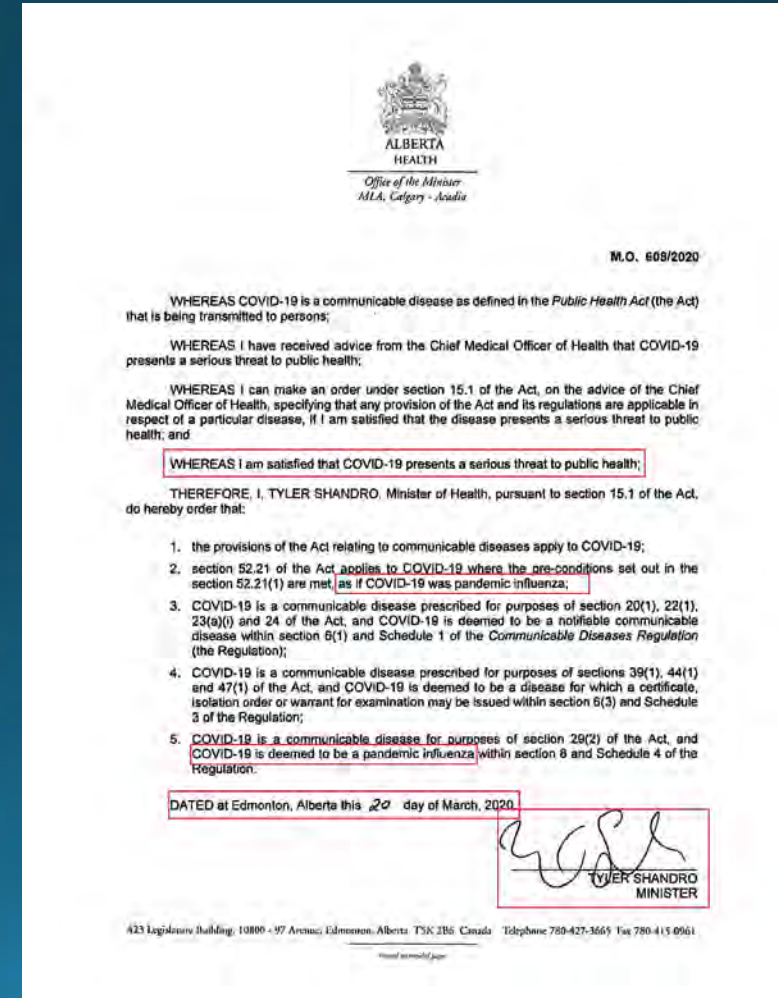 ALBERTA
HEALTH
Office of the Minister
MLA, Calgary - Acadia
M.O. 609/2020
WHEREAS COVID-19 is a communicable disease as defined in the Public Health Act (the Act)
that is being transmitted to persons;
WHEREAS I have received advice from the Chief Medical Officer of Health that COVID-19
presents a serious threat to public health;
WHEREAS I can make an order under section 15.1 of the Act, on the advice of the Chief
Medical Officer of Health, specifying that any provision of the Act and its regulations are applicable in
respect of a particular disease, if I am satisfied that the disease presents a serious threat to public
health; and
WHEREAS I am satisfied that COVID-19 presents a serious threat to public health;
THEREFORE, I, TYLER SHANDRO, Minister of Health, pursuant to section 15.1 of the Act,
do hereby order that:
1. the provisions of the Act relating to communicable diseases apply to COVID-19;
2. section 52.21 of the Act applies to COVID-19 where the pre-conditions set out in the
section 52.21(1) are met, as if COVID-19 was pandemic influenza;
3. COVID-19 is a communicable disease prescribed for purposes of section 20(1), 22(1),
23(a)(i) and 24 of the Act, and COVID-19 is deemed to be a notifiable communicable
disease within section 6(1) and Schedule 1 of the Communicable Diseases Regulation
(the Regulation);
4. COVID-19 is a communicable disease prescribed for purposes of sections 39(1), 44(1)
and 47(1) of the Act, and COVID-19 is deemed to be a disease for which a certificate,
isolation order or warrant for examination may be issued within section 6(3) and Schedule
3 of the Regulation;
5. COVID-19 is a communicable disease for purposes of section 29(2) of the Act, and
COVID-19 is deemed to be a pandemic influenza within section 8 and Schedule 4 of the
Regulation.
DATED at Edmonton, Alberta this 20 day of March, 2020.
TYLER SHANDRO
MINISTER
423 Legislature Building, 10800 - 97 Avenue, Edmonton, Alberta T5K 2B6 Canada Telephone 780-427-3665 Fax 780-415-0961